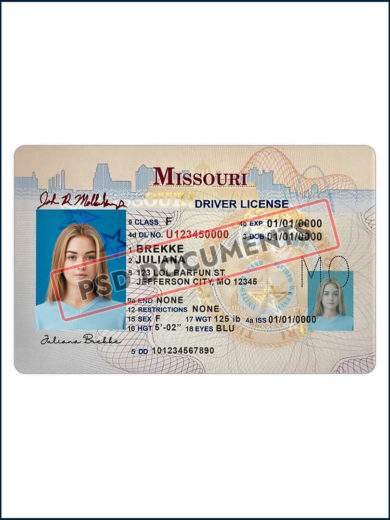 MISSOURI
DRIVER LICENSE
9 CLASS F
4b EXP 01/01/0000
4d DL NO. U123450000
3 DOB 01/01/0000
1 BREKKE
2 JULIANA
8 123 LOL BARFUN ST
JEFFERSON CITY, MO 12345
9a END NONE
12 RESTRICTIONS NONE
15 SEX F
17 WGT 125 lb
4a ISS 01/01/0000
16 HGT 5'-02"
18 EYES BLU
5 DD 101234567890
Juliana Brekke
MO
PSD DOCUMENTS